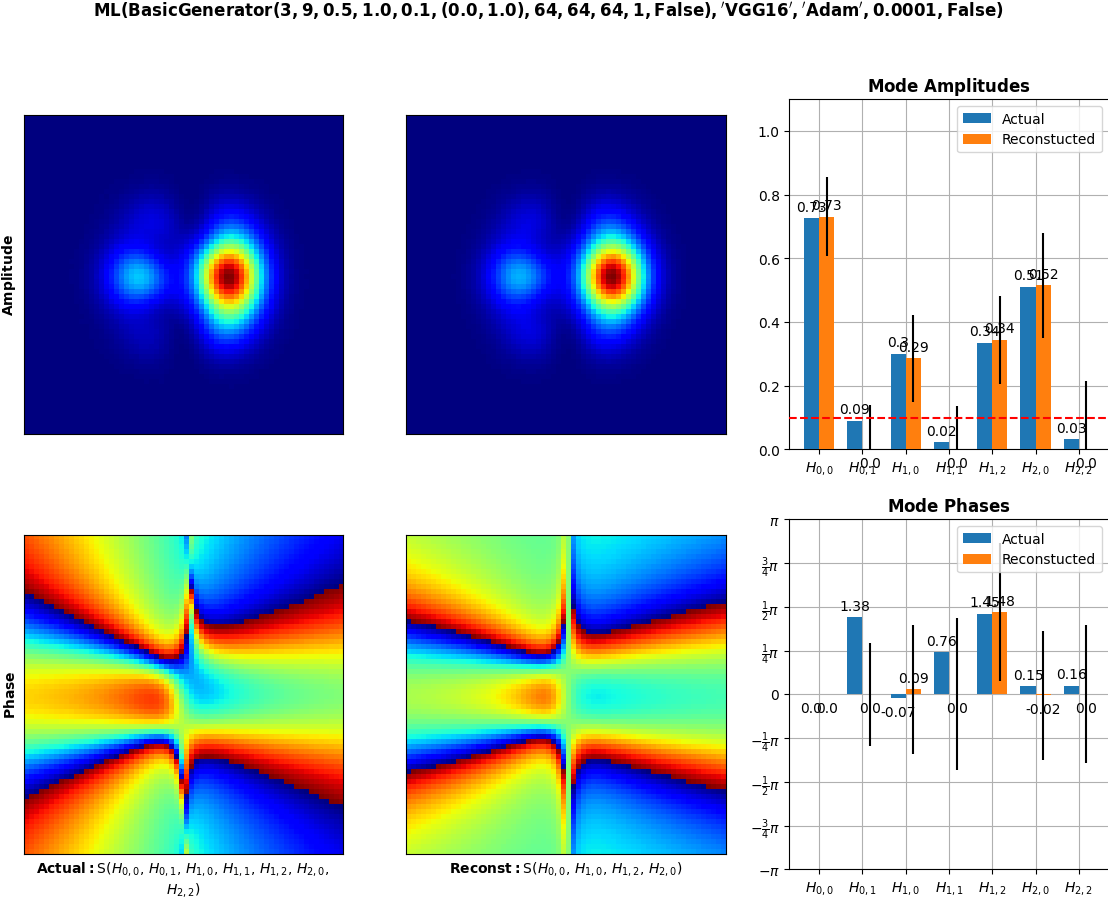 ML(BasicGenerator(3, 9, 0.5, 1.0, 0.1, (0.0, 1.0), 64, 64, 64, 1, False), ′VGG16′, ′Adam′, 0.0001, False)
Amplitude
Mode Amplitudes
Actual
Reconstucted
1.0
0.8
0.6
0.4
0.2
0.0
0.73 0.73
0.09 0.0
0.3 0.29
0.02 0.0
0.34 0.34
0.51 0.52
0.03 0.0
H0, 0 H0, 1 H1, 0 H1, 1 H1, 2 H2, 0 H2, 2
Phase
Actual: S(H0, 0, H0, 1, H1, 0, H1, 1, H1, 2, H2, 0,
H2, 2)
Reconst: S(H0, 0, H1, 0, H1, 2, H2, 0)
Mode Phases
Actual
Reconstucted
π
3/4π
1/2π
1/4π
0
−1/4π
−1/2π
−3/4π
−π
0.0 0.0
1.38 0.0
-0.07 0.09
0.76 0.0
1.45 1.48
0.15 -0.02
0.16 0.0
H0, 0 H0, 1 H1, 0 H1, 1 H1, 2 H2, 0 H2, 2